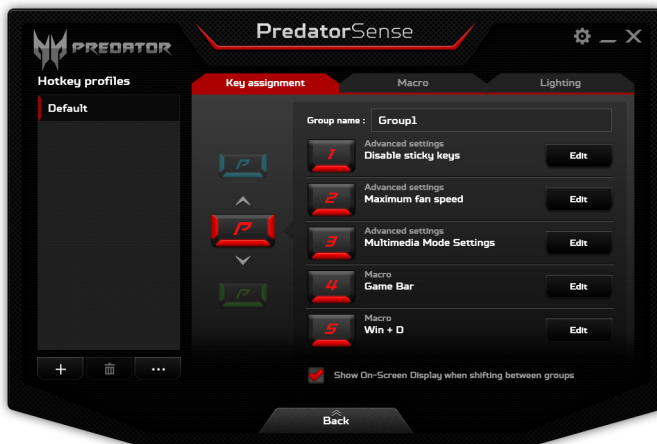 PREDATOR
PredatorSense
Hotkey profiles
Default
Key assignment
Macro
Lighting
Group name :
Group1
P
P
P
1
Advanced settings
Disable sticky keys
Edit
2
Advanced settings
Maximum fan speed
Edit
3
Advanced settings
Multimedia Mode Settings
Edit
4
Macro
Game Bar
Edit
5
Macro
Win + D
Edit
Show On-Screen Display when shifting between groups
Back